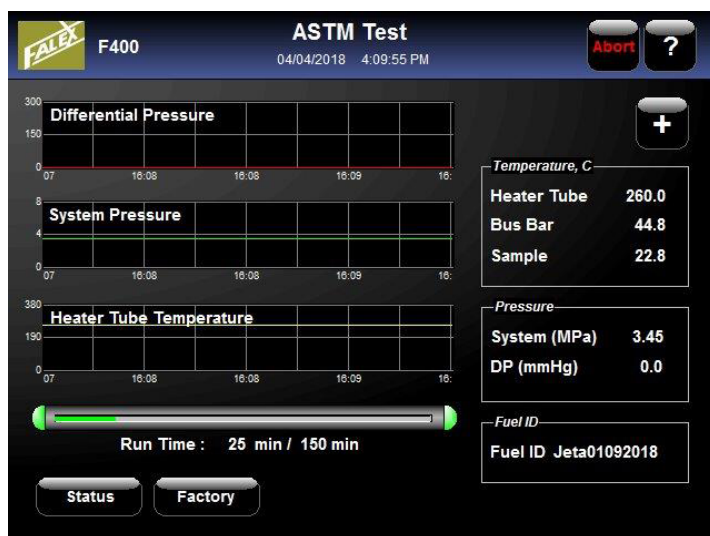 FALEX
F400
ASTM Test
04/04/2018 4:09:55 PM
Abort
?
300
Differential Pressure
150
0
07 16:08 16:08 16:09 16:
8
System Pressure
4
0
07 16:08 16:08 16:09 16:
380
Heater Tube Temperature
190
0
07 16:08 16:08 16:09 16:
Run Time : 25 min / 150 min
Status
Factory
+
Temperature, C
Heater Tube 260.0
Bus Bar 44.8
Sample 22.8
Pressure
System (MPa) 3.45
DP (mmHg) 0.0
Fuel ID
Fuel ID Jeta01092018